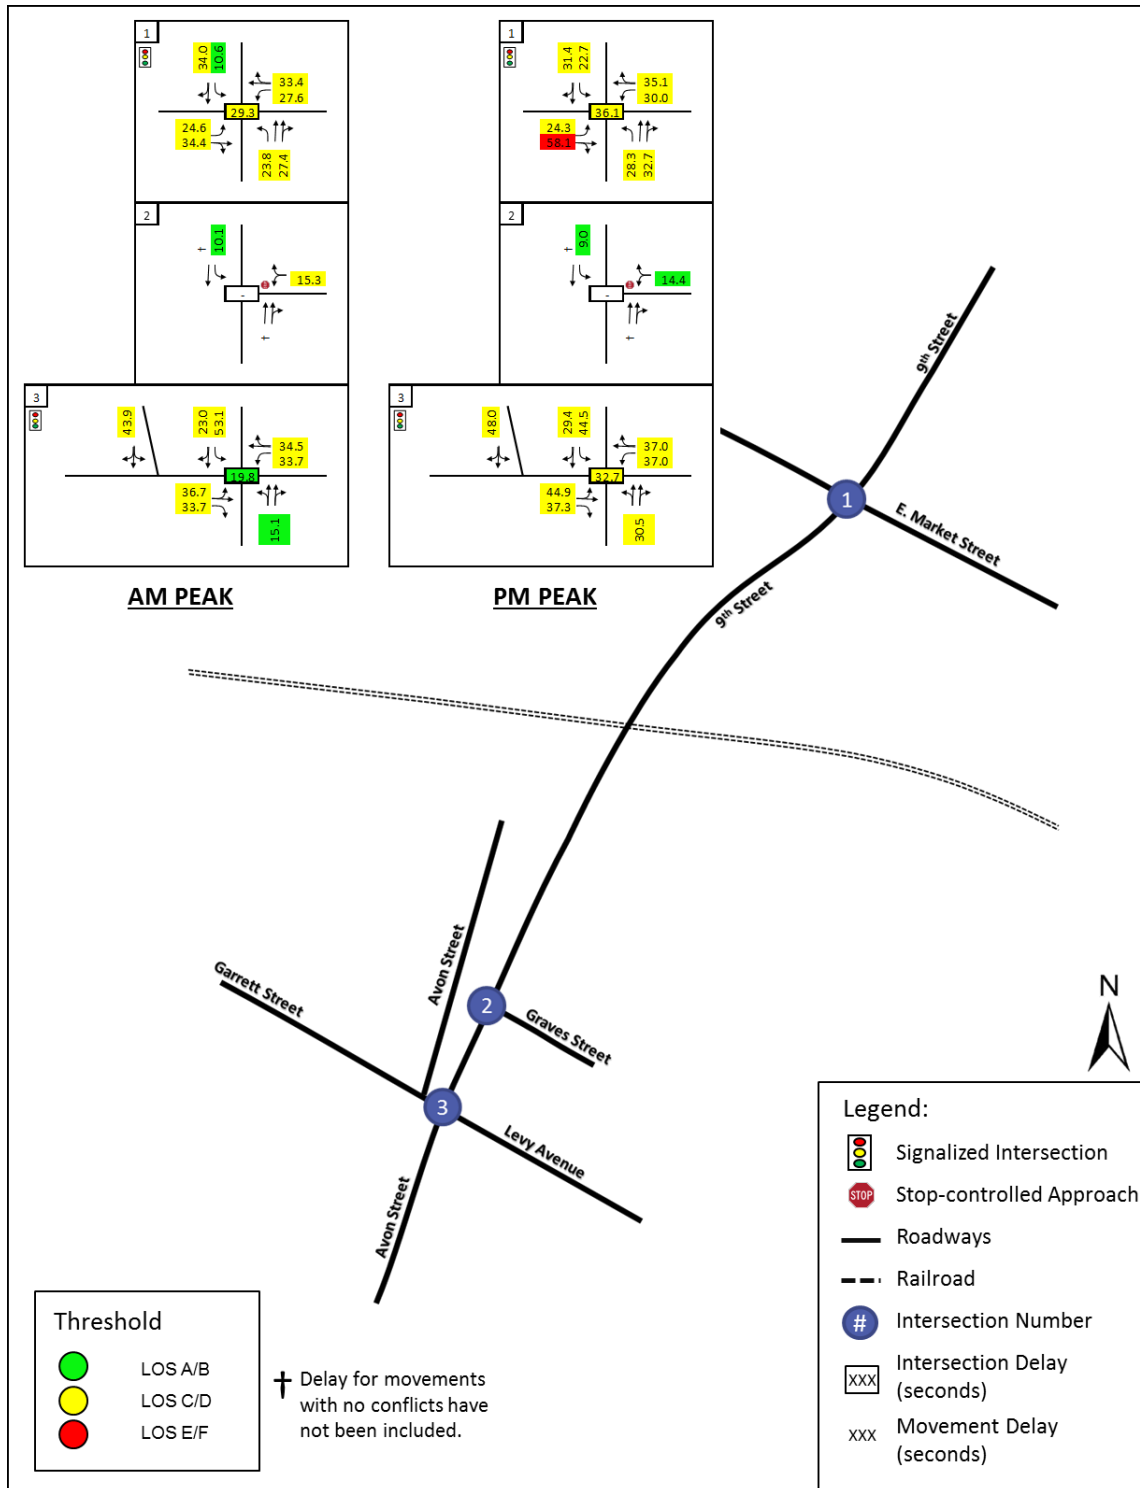 1
34.0
10.6
33.4
27.6
29.3
24.6
34.4
23.8
27.4
2
†
10.1
15.3
-
†
3
43.9
23.0
53.1
34.5
33.7
19.8
36.7
33.7
15.1
AM PEAK
1
31.4
22.7
35.1
30.0
36.1
24.3
58.1
28.3
32.7
2
†
9.0
14.4
-
†
3
48.0
29.4
44.5
37.0
37.0
32.7
44.9
37.3
30.5
PM PEAK
9th Street
1
E. Market Street
9th Street
Avon Street
Garrett Street
2
Graves Street
3
Levy Avenue
Avon Street
N
Legend:
Signalized Intersection
STOP Stop-controlled Approach
Roadways
Railroad
# Intersection Number
XXX Intersection Delay
(seconds)
XXX Movement Delay
(seconds)
Threshold
LOS A/B
LOS C/D
LOS E/F
† Delay for movements
with no conflicts have
not been included.